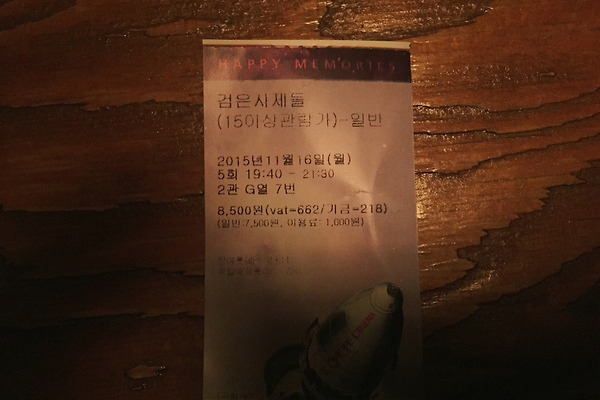 HAPPY MEMORIES
검은사제들
(15이상관람가)-일반
2015년11월16일(월)
5회 19:40 - 21:30
2관 G열 7번
8,500원(vat=662/기금=218)
(일반:7,500원, 이용료:1,000원)